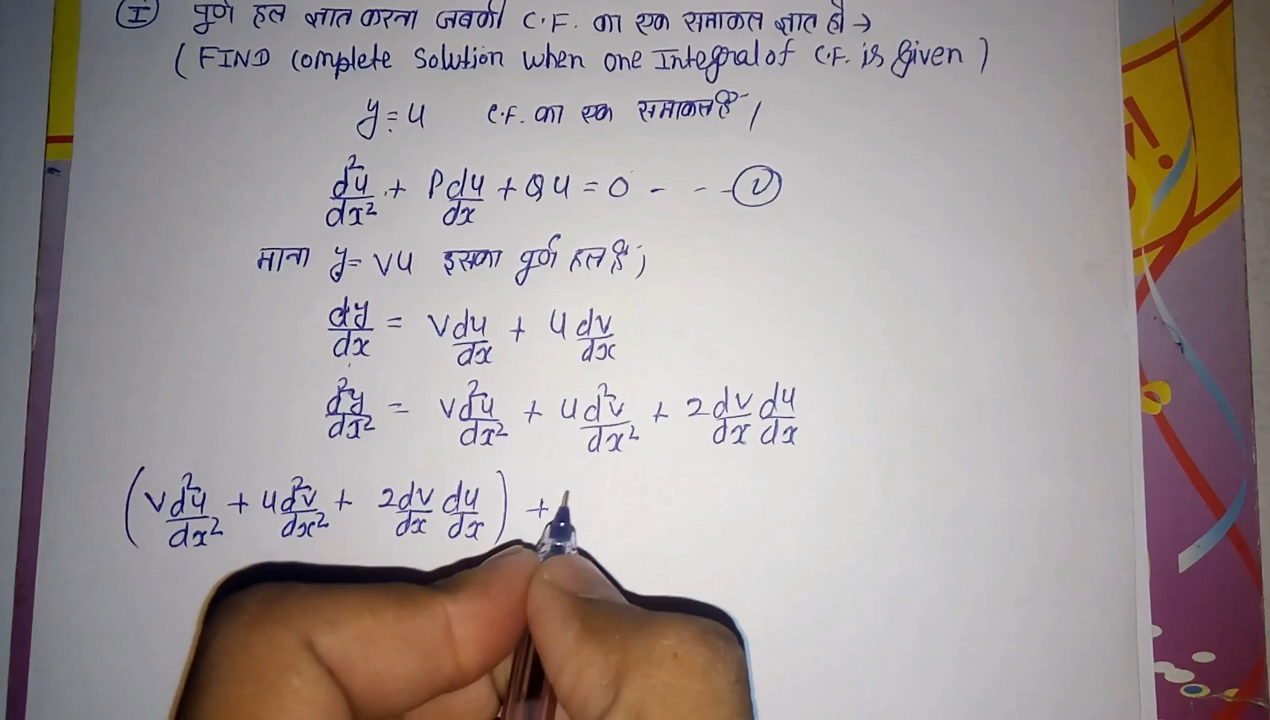 (I) पुर्ण हल ज्ञात करना जबकी C.F. का एक समाकल ज्ञात हो →
(FIND Complete Solution when one Integral of C.F. is given)
y = u C.F. का एक समाकल है,
d²u/dx² + P du/dx + Qu = 0 - - - (V)
माना y = vu इसका पुर्ण हल है,
dy/dx = v du/dx + u dv/dx
d²y/dx² = v d²u/dx² + u d²v/dx² + 2 dv/dx du/dx
(v d²u/dx² + u d²v/dx² + 2 dv/dx du/dx) +